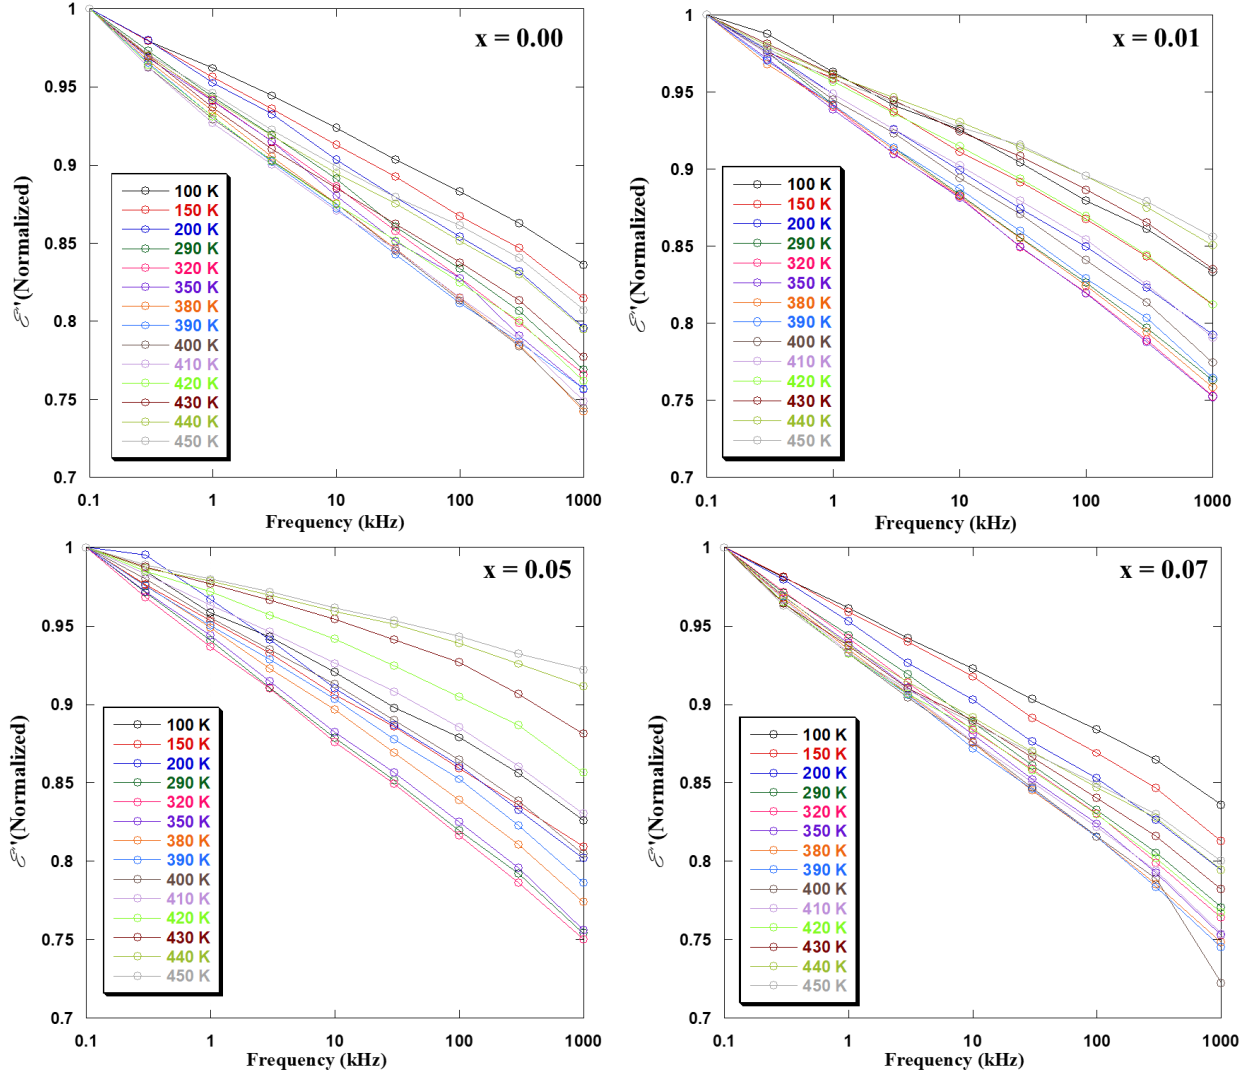 x = 0.00
1
0.95
0.9
0.85
0.8
0.75
0.7
ℰ'(Normalized)
100 K
150 K
200 K
290 K
320 K
350 K
380 K
390 K
400 K
410 K
420 K
430 K
440 K
450 K
0.1 1 10 100 1000
Frequency (kHz)
x = 0.01
1
0.95
0.9
0.85
0.8
0.75
0.7
ℰ'(Normalized)
100 K
150 K
200 K
290 K
320 K
350 K
380 K
390 K
400 K
410 K
420 K
430 K
440 K
450 K
0.1 1 10 100 1000
Frequency (kHz)
x = 0.05
1
0.95
0.9
0.85
0.8
0.75
0.7
ℰ'(Normalized)
100 K
150 K
200 K
290 K
320 K
350 K
380 K
390 K
400 K
410 K
420 K
430 K
440 K
450 K
0.1 1 10 100 1000
Frequency (kHz)
x = 0.07
1
0.95
0.9
0.85
0.8
0.75
0.7
ℰ'(Normalized)
100 K
150 K
200 K
290 K
320 K
350 K
380 K
390 K
400 K
410 K
420 K
430 K
440 K
450 K
0.1 1 10 100 1000
Frequency (kHz)